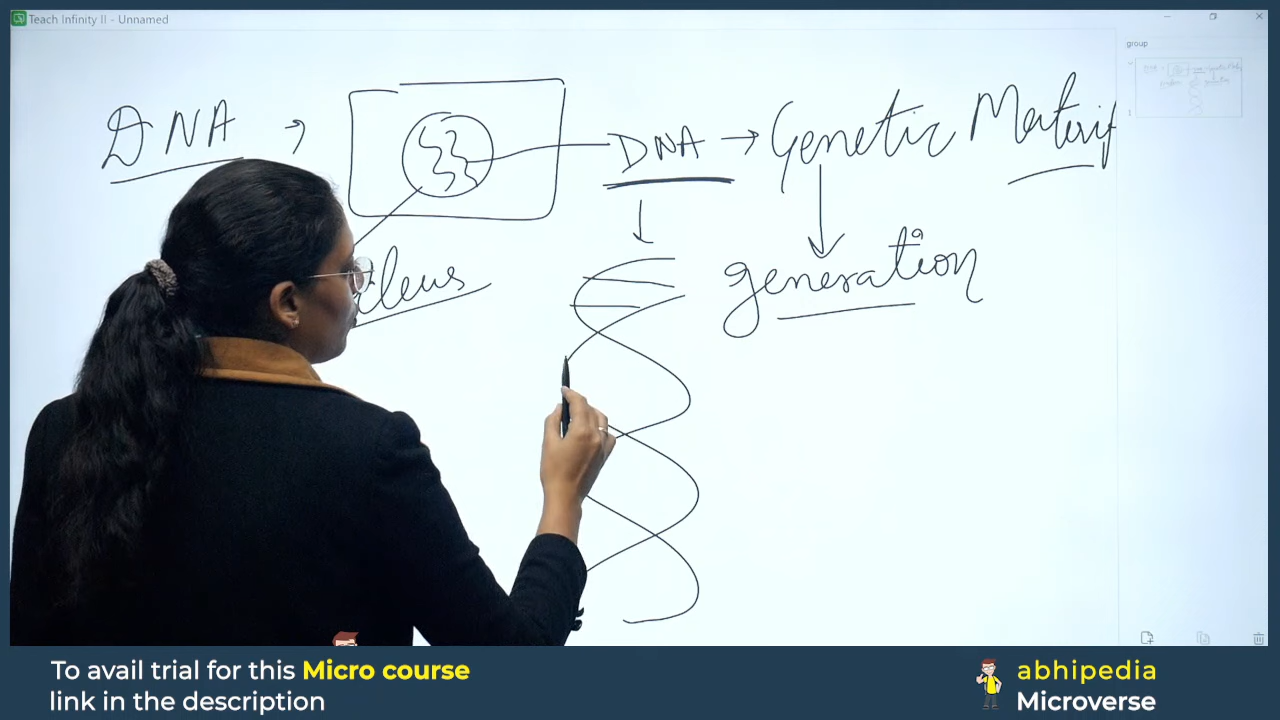 Teach Infinity II - Unnamed
group
DNA → DNA → Genetic
generation
To avail trial for this Micro course
link in the description
abhipedia
Microverse